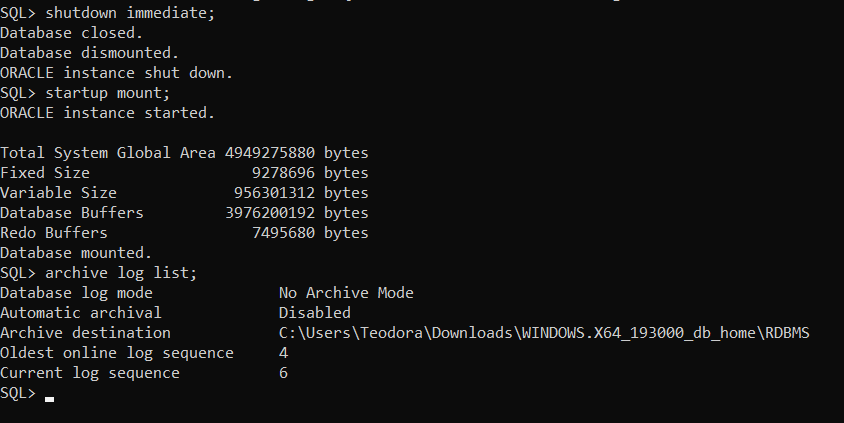 SQL> shutdown immediate;
Database closed.
Database dismounted.
ORACLE instance shut down.
SQL> startup mount;
ORACLE instance started.

Total System Global Area 4949275880 bytes
Fixed Size                  9278696 bytes
Variable Size             956301312 bytes
Database Buffers         3976200192 bytes
Redo Buffers                7495680 bytes
Database mounted.
SQL> archive log list;
Database log mode              No Archive Mode
Automatic archival             Disabled
Archive destination            C:\Users\Teodora\Downloads\WINDOWS.X64_193000_db_home\RDBMS
Oldest online log sequence     4
Current log sequence           6
SQL>